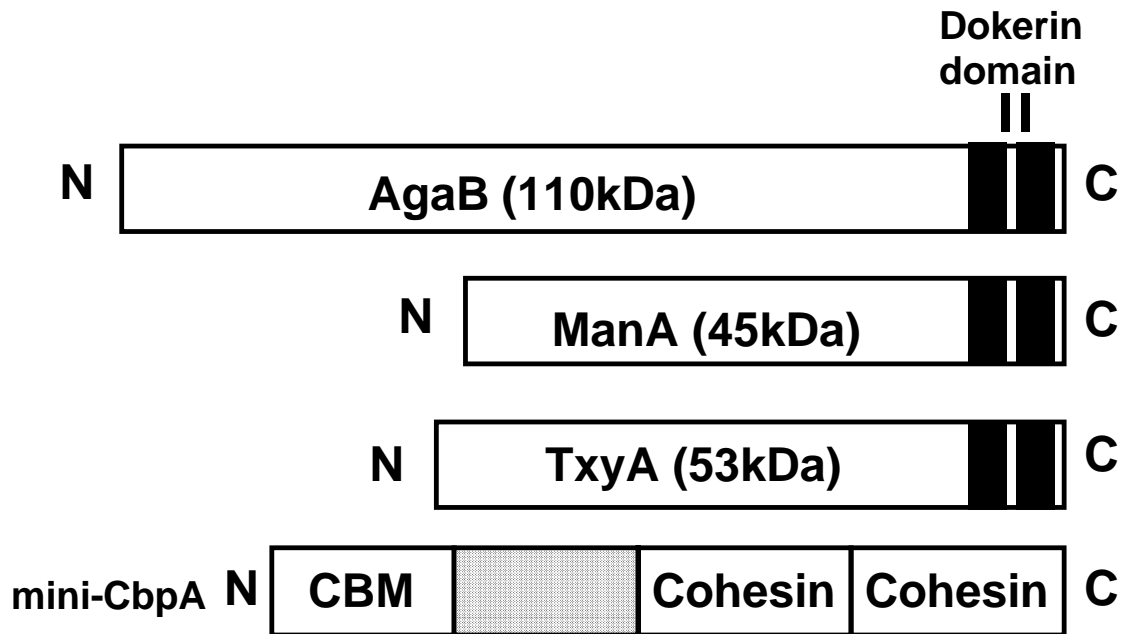 Dokerin
domain
N AgaB (110kDa) C
N ManA (45kDa) C
N TxyA (53kDa) C
mini-CbpA N CBM Cohesin Cohesin C